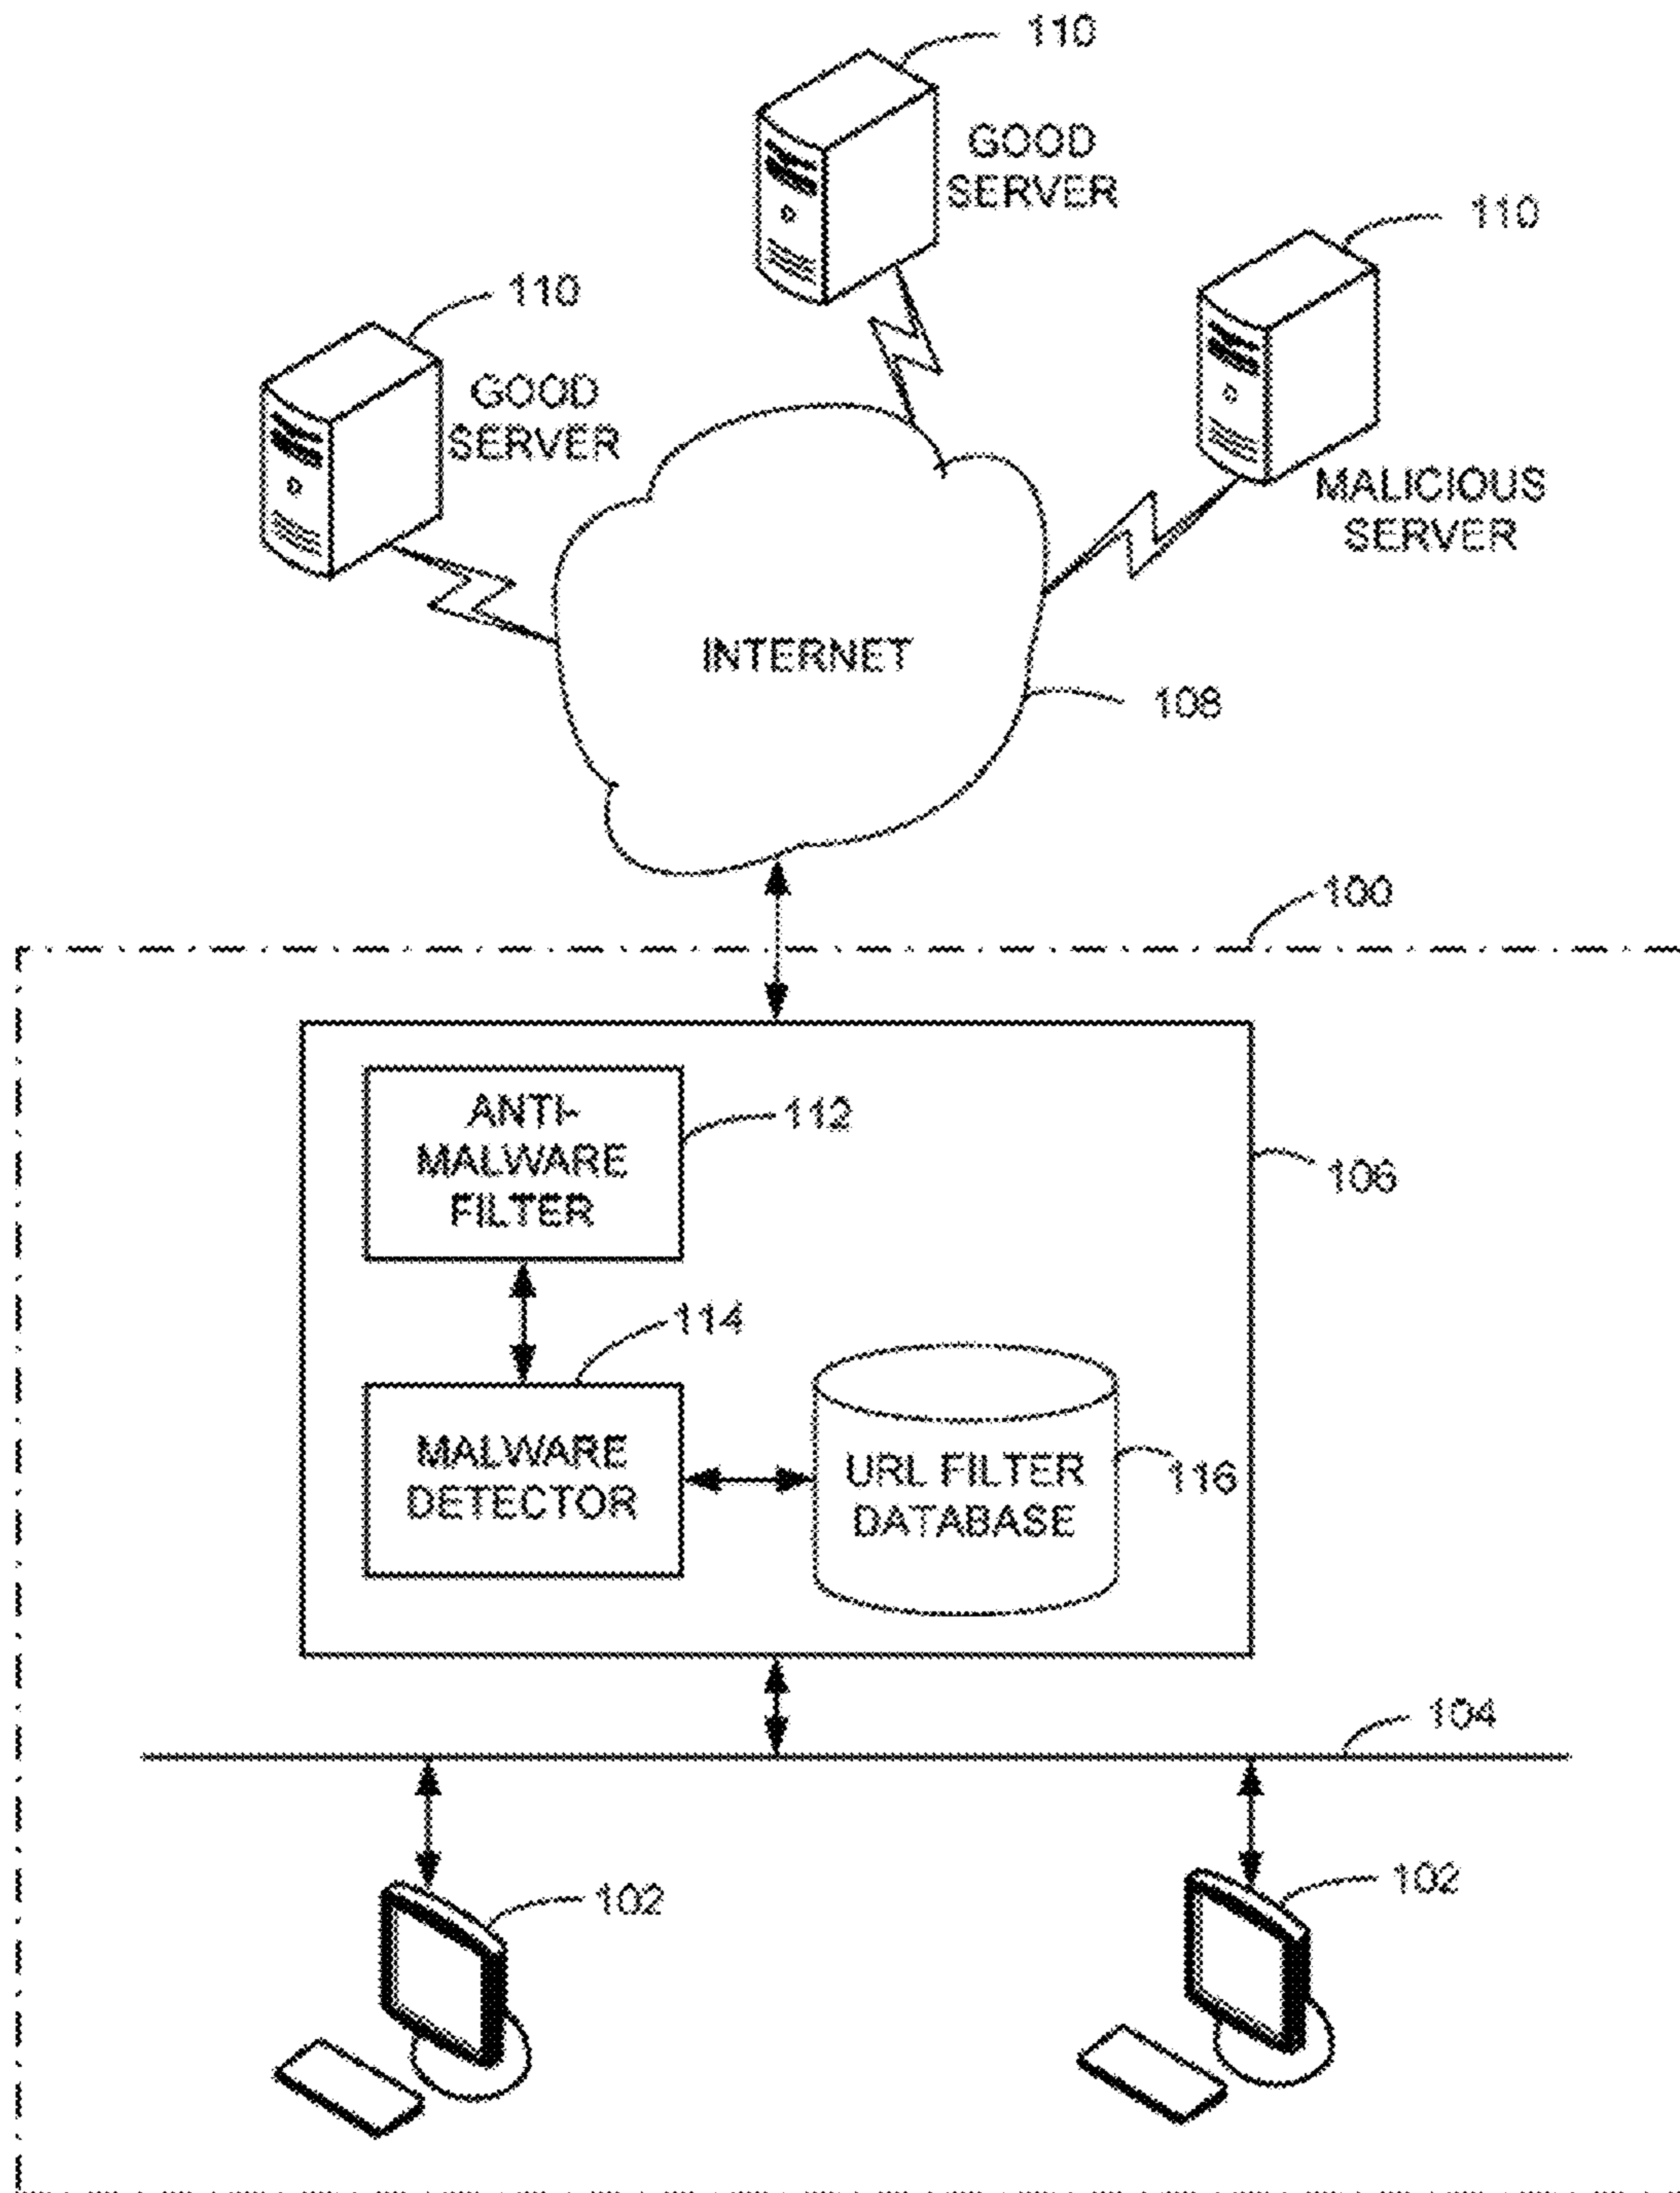 110
GOOD
SERVER
110
110
GOOD
SERVER
MALICIOUS
SERVER
INTERNET
108
100
ANTI-
MALWARE
FILTER
112
106
114
MALWARE
DETECTOR
URL FILTER
DATABASE
116
104
102
102